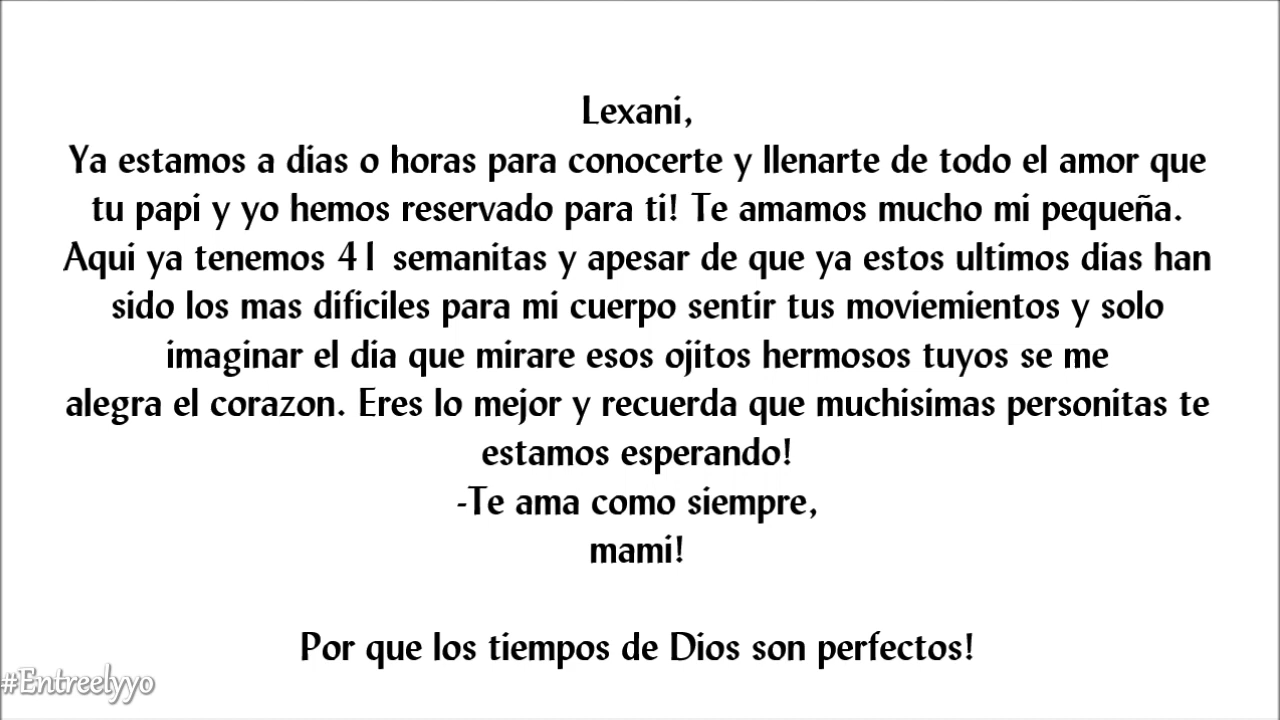 Lexani,
Ya estamos a dias o horas para conocerte y llenarte de todo el amor que
tu papi y yo hemos reservado para ti! Te amamos mucho mi pequeña.
Aqui ya tenemos 41 semanitas y apesar de que ya estos ultimos dias han
sido los mas dificiles para mi cuerpo sentir tus moviemientos y solo
imaginar el dia que mirare esos ojitos hermosos tuyos se me
alegra el corazon. Eres lo mejor y recuerda que muchisimas personitas te
estamos esperando!
-Te ama como siempre,
mami!
Por que los tiempos de Dios son perfectos!
#Entreelyyo